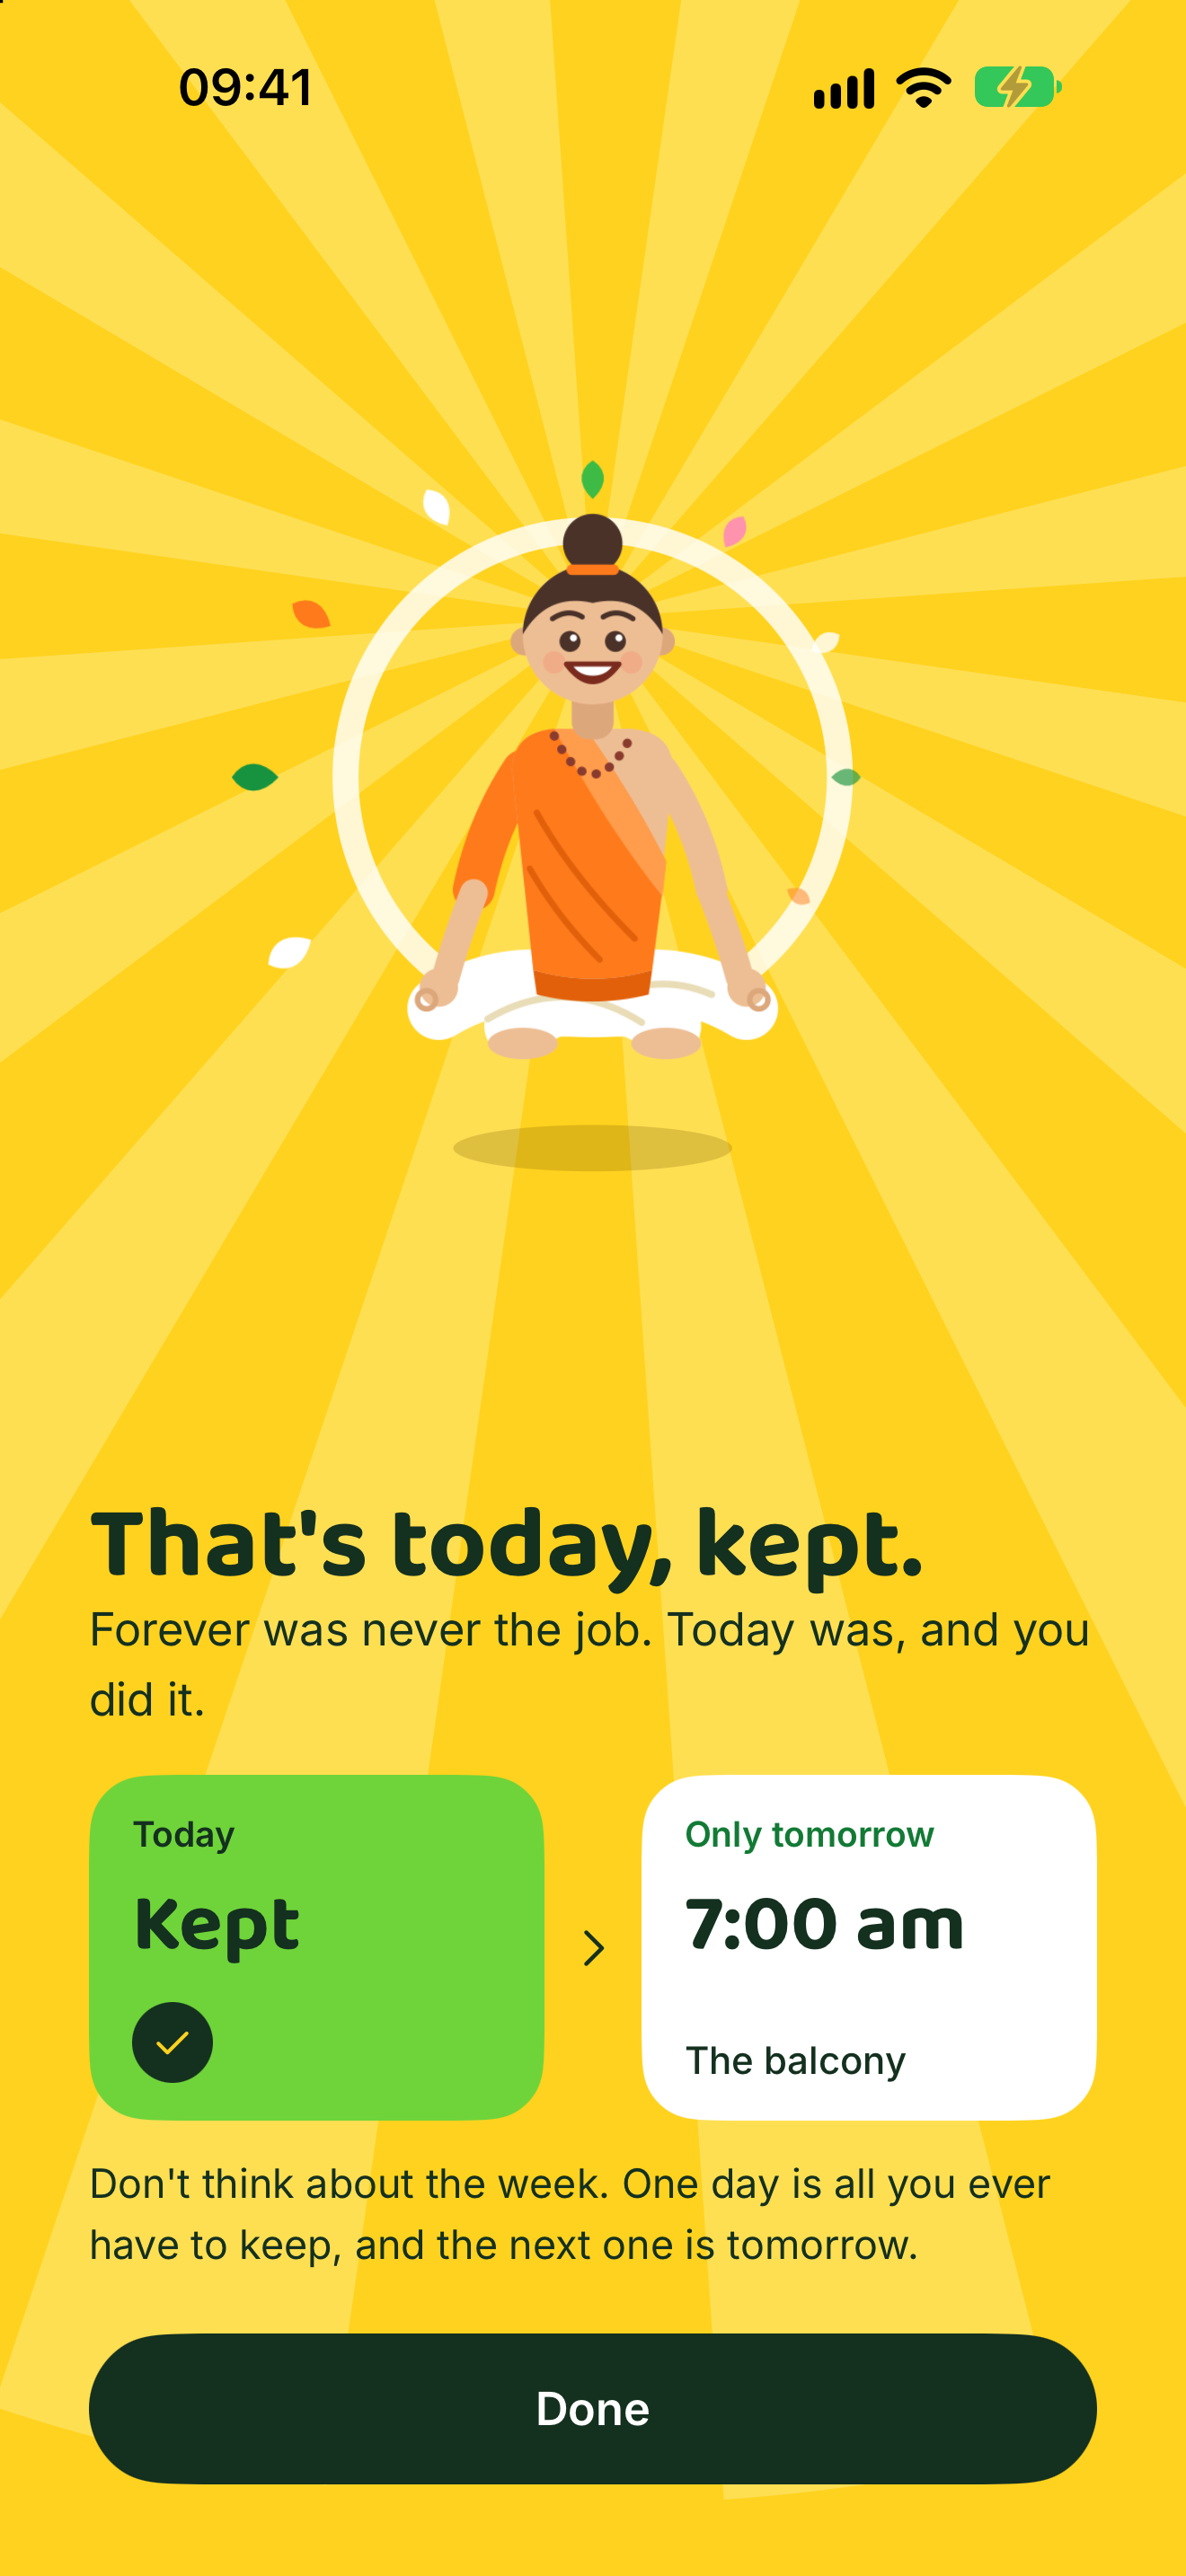 09:41
That's today, kept.
Forever was never the job. Today was, and you
did it.
Today
Kept
Only tomorrow
7:00 am
The balcony
Don't think about the week. One day is all you ever
have to keep, and the next one is tomorrow.
Done